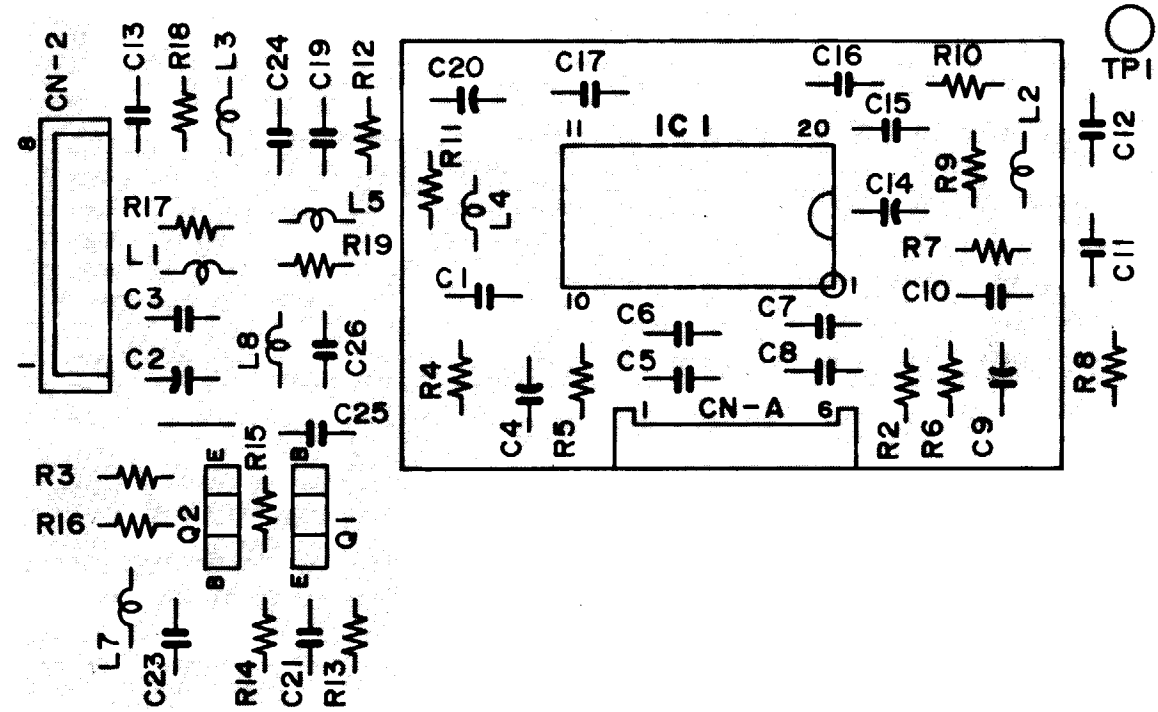 CN-2
C13
R18
L3
C24
C19
R12
8
1
R17
L5
L1
R19
C3
L8
C26
C2
C25
R3
R15
E
B
R16
Q2
Q1
B
E
L7
C23
R14
C21
R13
C20
C17
C16
R10
TP1
C15
L2
C12
11
IC1
20
R11
R9
L4
C14
R7
C11
C1
10
1
C10
C6
C7
R4
C5
C8
R8
C4
R5
1
CN-A
6
R2
R6
C9